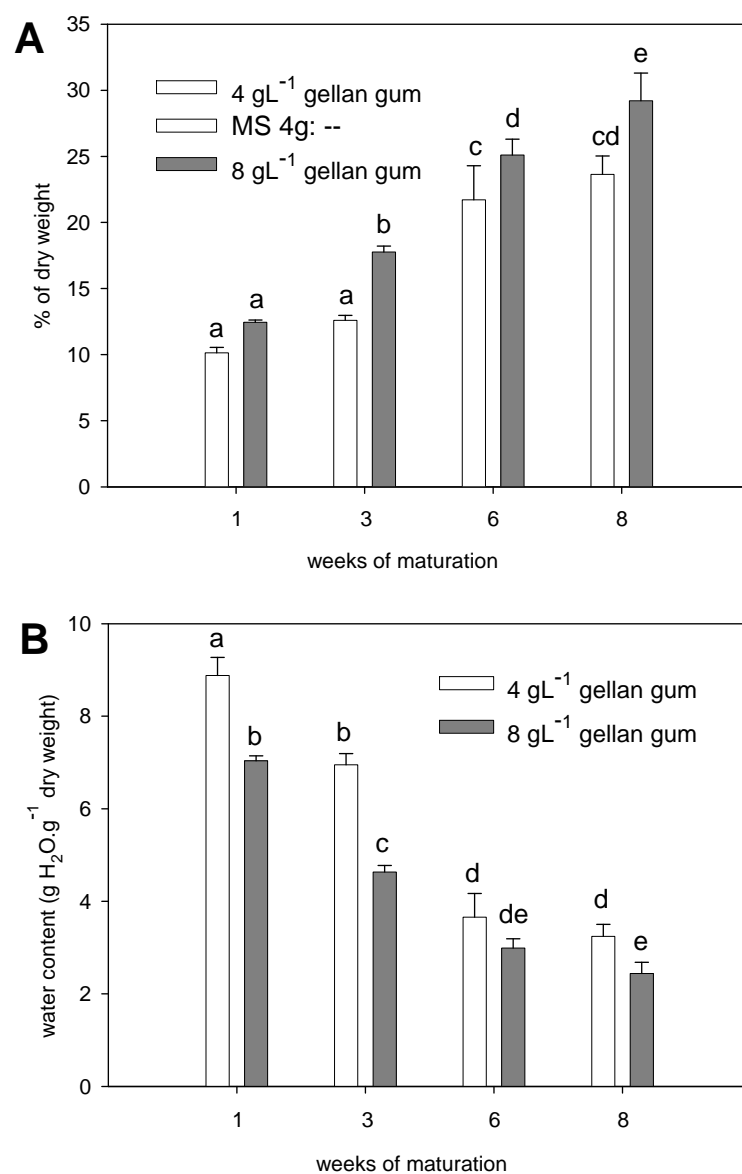 A
35
30
25
20
15
10
5
0
% of dry weight
4 gL⁻¹ gellan gum
MS 4g: --
8 gL⁻¹ gellan gum
a a a b c d cd e
1 3 6 8
weeks of maturation
B
10
8
6
4
2
0
water content (g H₂O.g⁻¹ dry weight)
4 gL⁻¹ gellan gum
8 gL⁻¹ gellan gum
a b b c d de d e
1 3 6 8
weeks of maturation